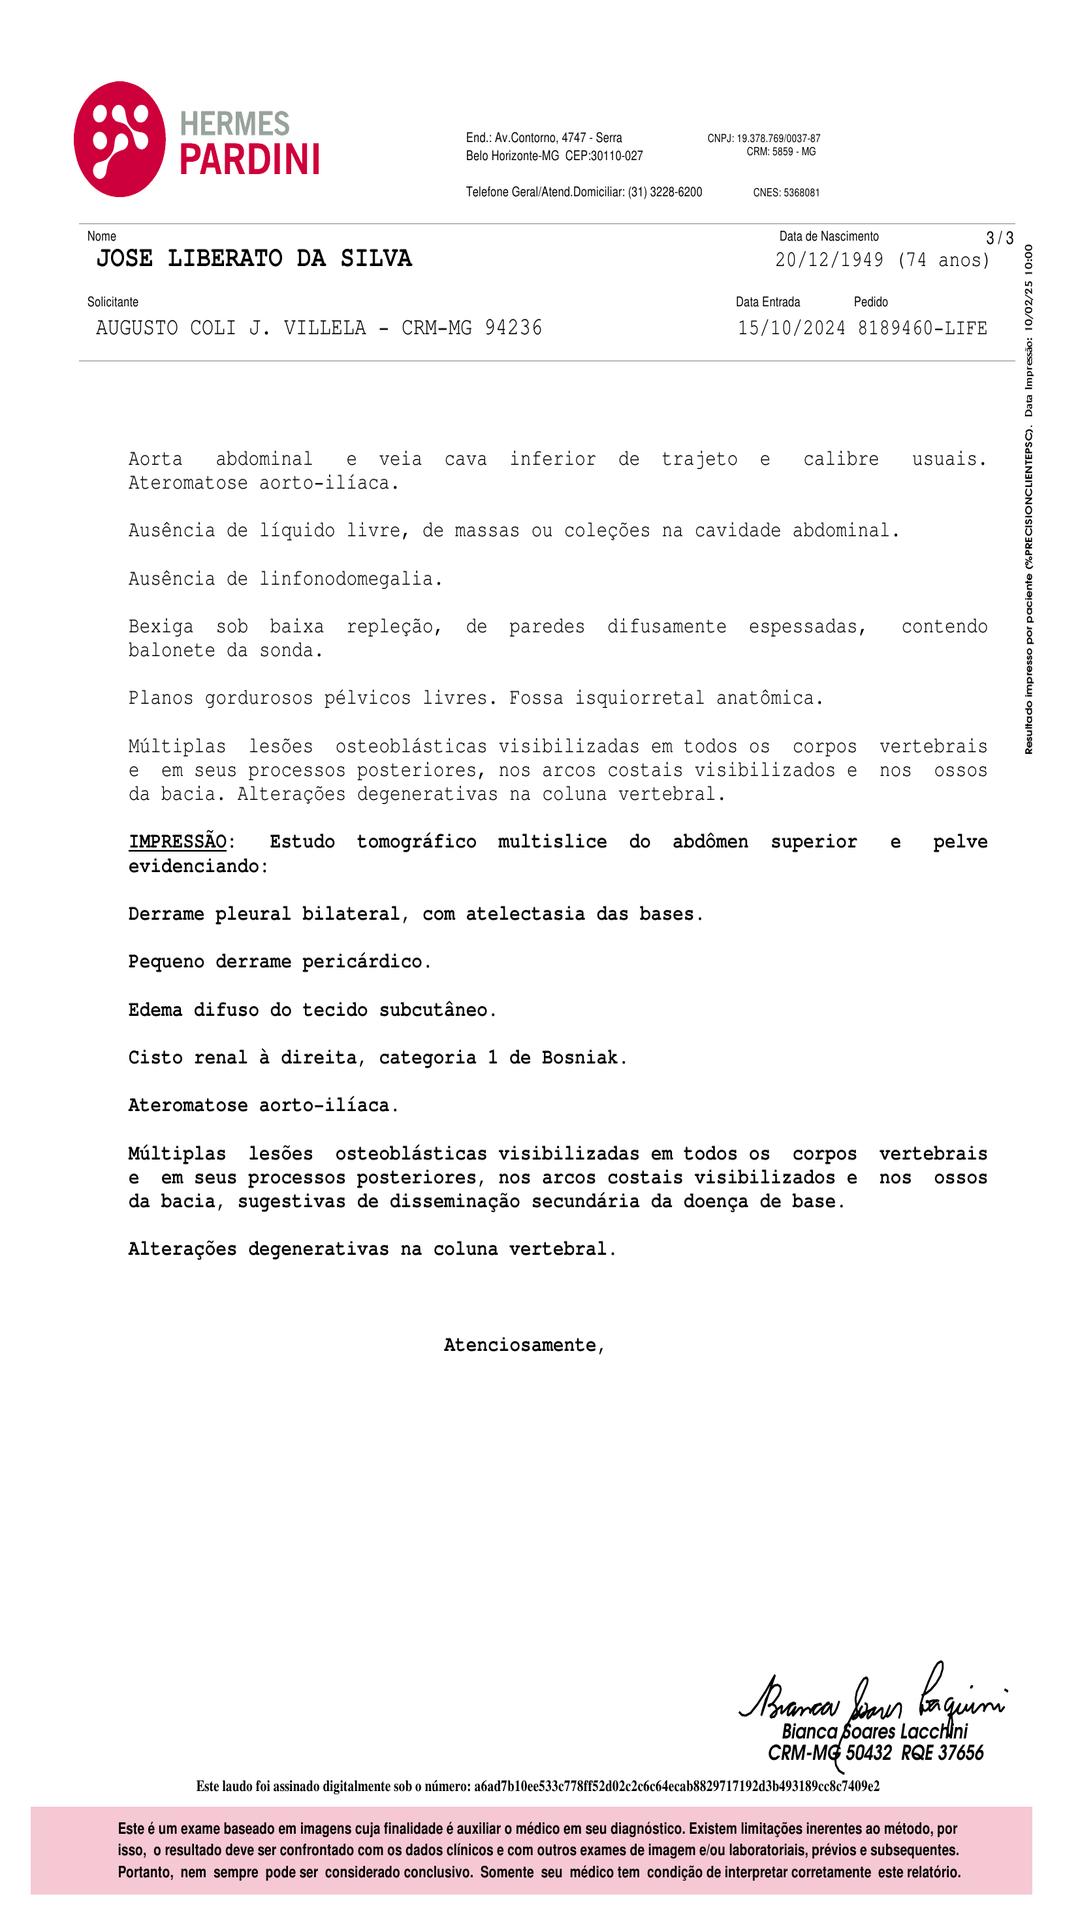 HERMES
PARDINI
End.: Av.Contorno, 4747 - Serra
Belo Horizonte-MG CEP:30110-027
Telefone Geral/Atend.Domiciliar: (31) 3228-6200
CNPJ: 19.378.769/0037-87
CRM: 5859 - MG
CNES: 5368081
Nome
JOSE LIBERATO DA SILVA
Data de Nascimento
3 / 3
20/12/1949 (74 anos)
Solicitante
AUGUSTO COLI J. VILLELA - CRM-MG 94236
Data Entrada Pedido
15/10/2024 8189460-LIFE
Resultado impresso por paciente (%PRECISIONCLIENTEPSC). Data Impressão: 10/02/25 10:00
Aorta abdominal e veia cava inferior de trajeto e calibre usuais.
Ateromatose aorto-ilíaca.
Ausência de líquido livre, de massas ou coleções na cavidade abdominal.
Ausência de linfonodomegalia.
Bexiga sob baixa repleção, de paredes difusamente espessadas, contendo
balonete da sonda.
Planos gordurosos pélvicos livres. Fossa isquiorretal anatômica.
Múltiplas lesões osteoblásticas visibilizadas em todos os corpos vertebrais
e em seus processos posteriores, nos arcos costais visibilizados e nos ossos
da bacia. Alterações degenerativas na coluna vertebral.
IMPRESSÃO: Estudo tomográfico multislice do abdômen superior e pelve
evidenciando:
Derrame pleural bilateral, com atelectasia das bases.
Pequeno derrame pericárdico.
Edema difuso do tecido subcutâneo.
Cisto renal à direita, categoria 1 de Bosniak.
Ateromatose aorto-ilíaca.
Múltiplas lesões osteoblásticas visibilizadas em todos os corpos vertebrais
e em seus processos posteriores, nos arcos costais visibilizados e nos ossos
da bacia, sugestivas de disseminação secundária da doença de base.
Alterações degenerativas na coluna vertebral.
Atenciosamente,
Bianca Soares Lacchini
CRM-MG 50432 RQE 37656
Este laudo foi assinado digitalmente sob o número: a6ad7b10ee533c778ff52d02c2c6c64ecab8829717192d3b493189cc8c7409e2
Este é um exame baseado em imagens cuja finalidade é auxiliar o médico em seu diagnóstico. Existem limitações inerentes ao método, por
isso, o resultado deve ser confrontado com os dados clínicos e com outros exames de imagem e/ou laboratoriais, prévios e subsequentes.
Portanto, nem sempre pode ser considerado conclusivo. Somente seu médico tem condição de interpretar corretamente este relatório.